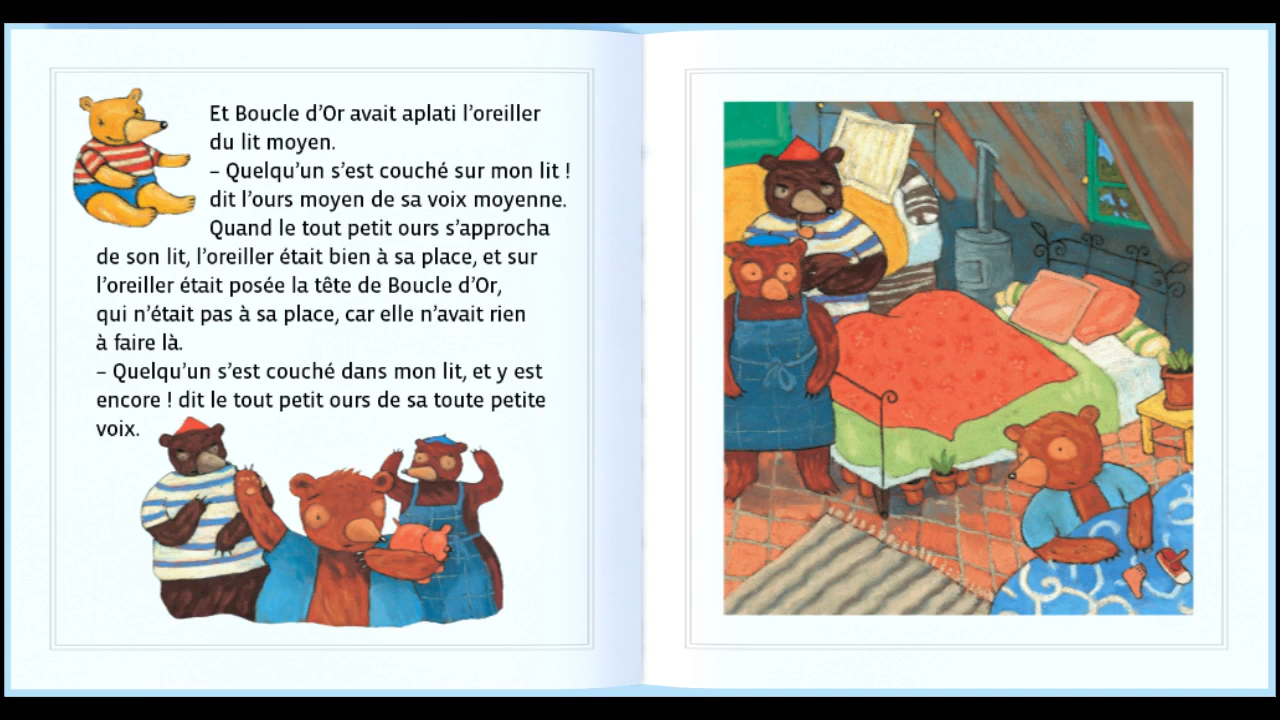 Et Boucle d’Or avait aplati l’oreiller
du lit moyen.
– Quelqu’un s’est couché sur mon lit !
dit l’ours moyen de sa voix moyenne.
Quand le tout petit ours s’approcha
de son lit, l’oreiller était bien à sa place, et sur
l’oreiller était posée la tête de Boucle d’Or,
qui n’était pas à sa place, car elle n’avait rien
à faire là.
– Quelqu’un s’est couché dans mon lit, et y est
encore ! dit le tout petit ours de sa toute petite
voix.